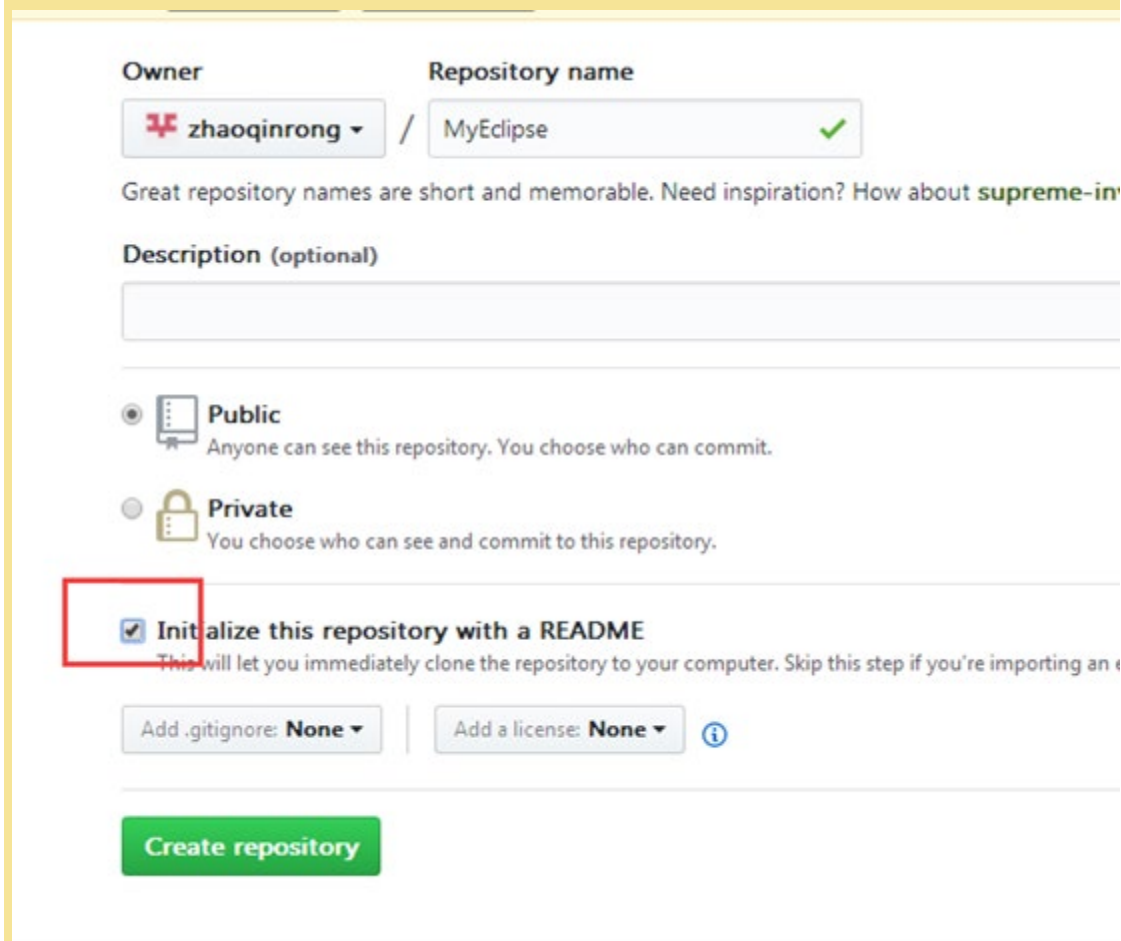 Owner Repository name
zhaoqinrong / MyEclipse
Great repository names are short and memorable. Need inspiration? How about
Description (optional)
Public
Anyone can see this repository. You choose who can commit.
Private
You choose who can see and commit to this repository.
Initialize this repository with a README
This will let you immediately clone the repository to your computer. Skip this step if you're importing an
Add .gitignore: None Add a license: None
Create repository